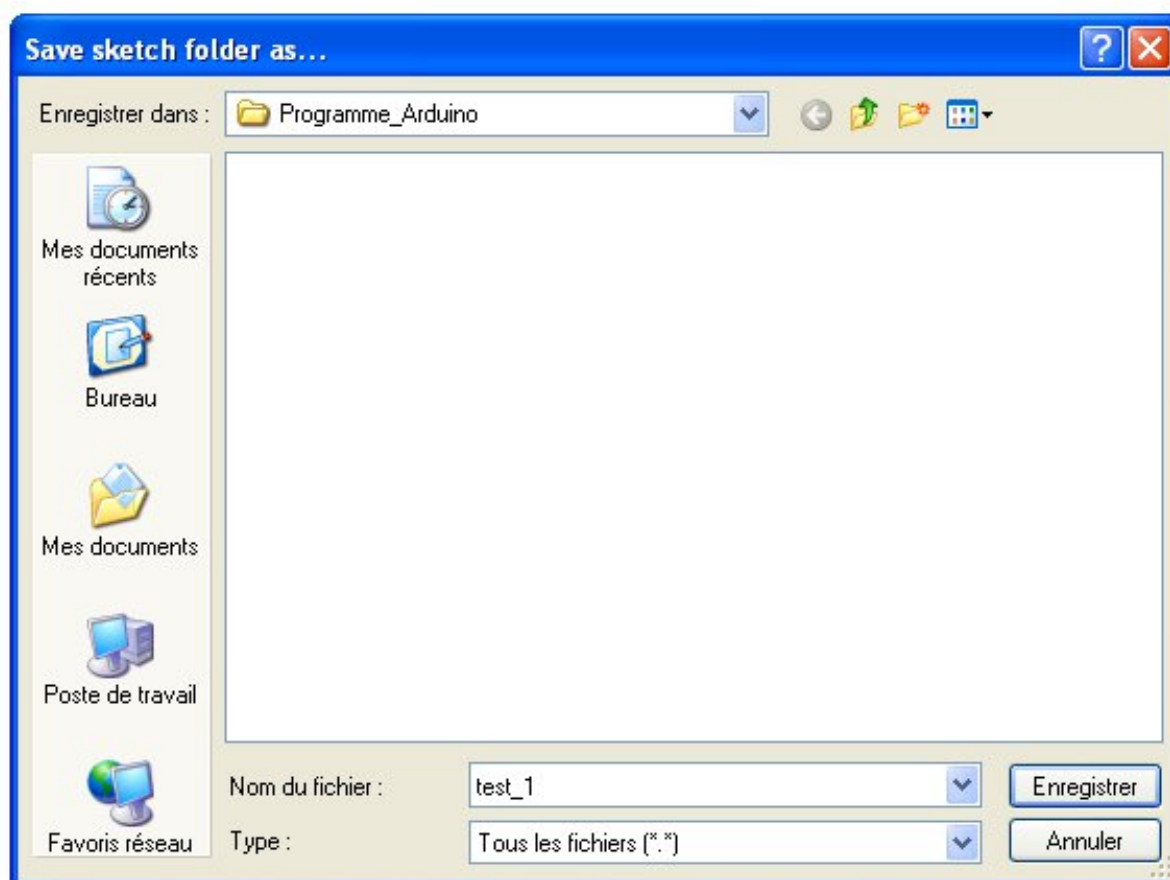 Save sketch folder as...
Enregistrer dans :
Programme_Arduino
Mes documents
récents
Bureau
Mes documents
Poste de travail
Favoris réseau
Nom du fichier :
test_1
Enregistrer
Type :
Tous les fichiers (*.*)
Annuler